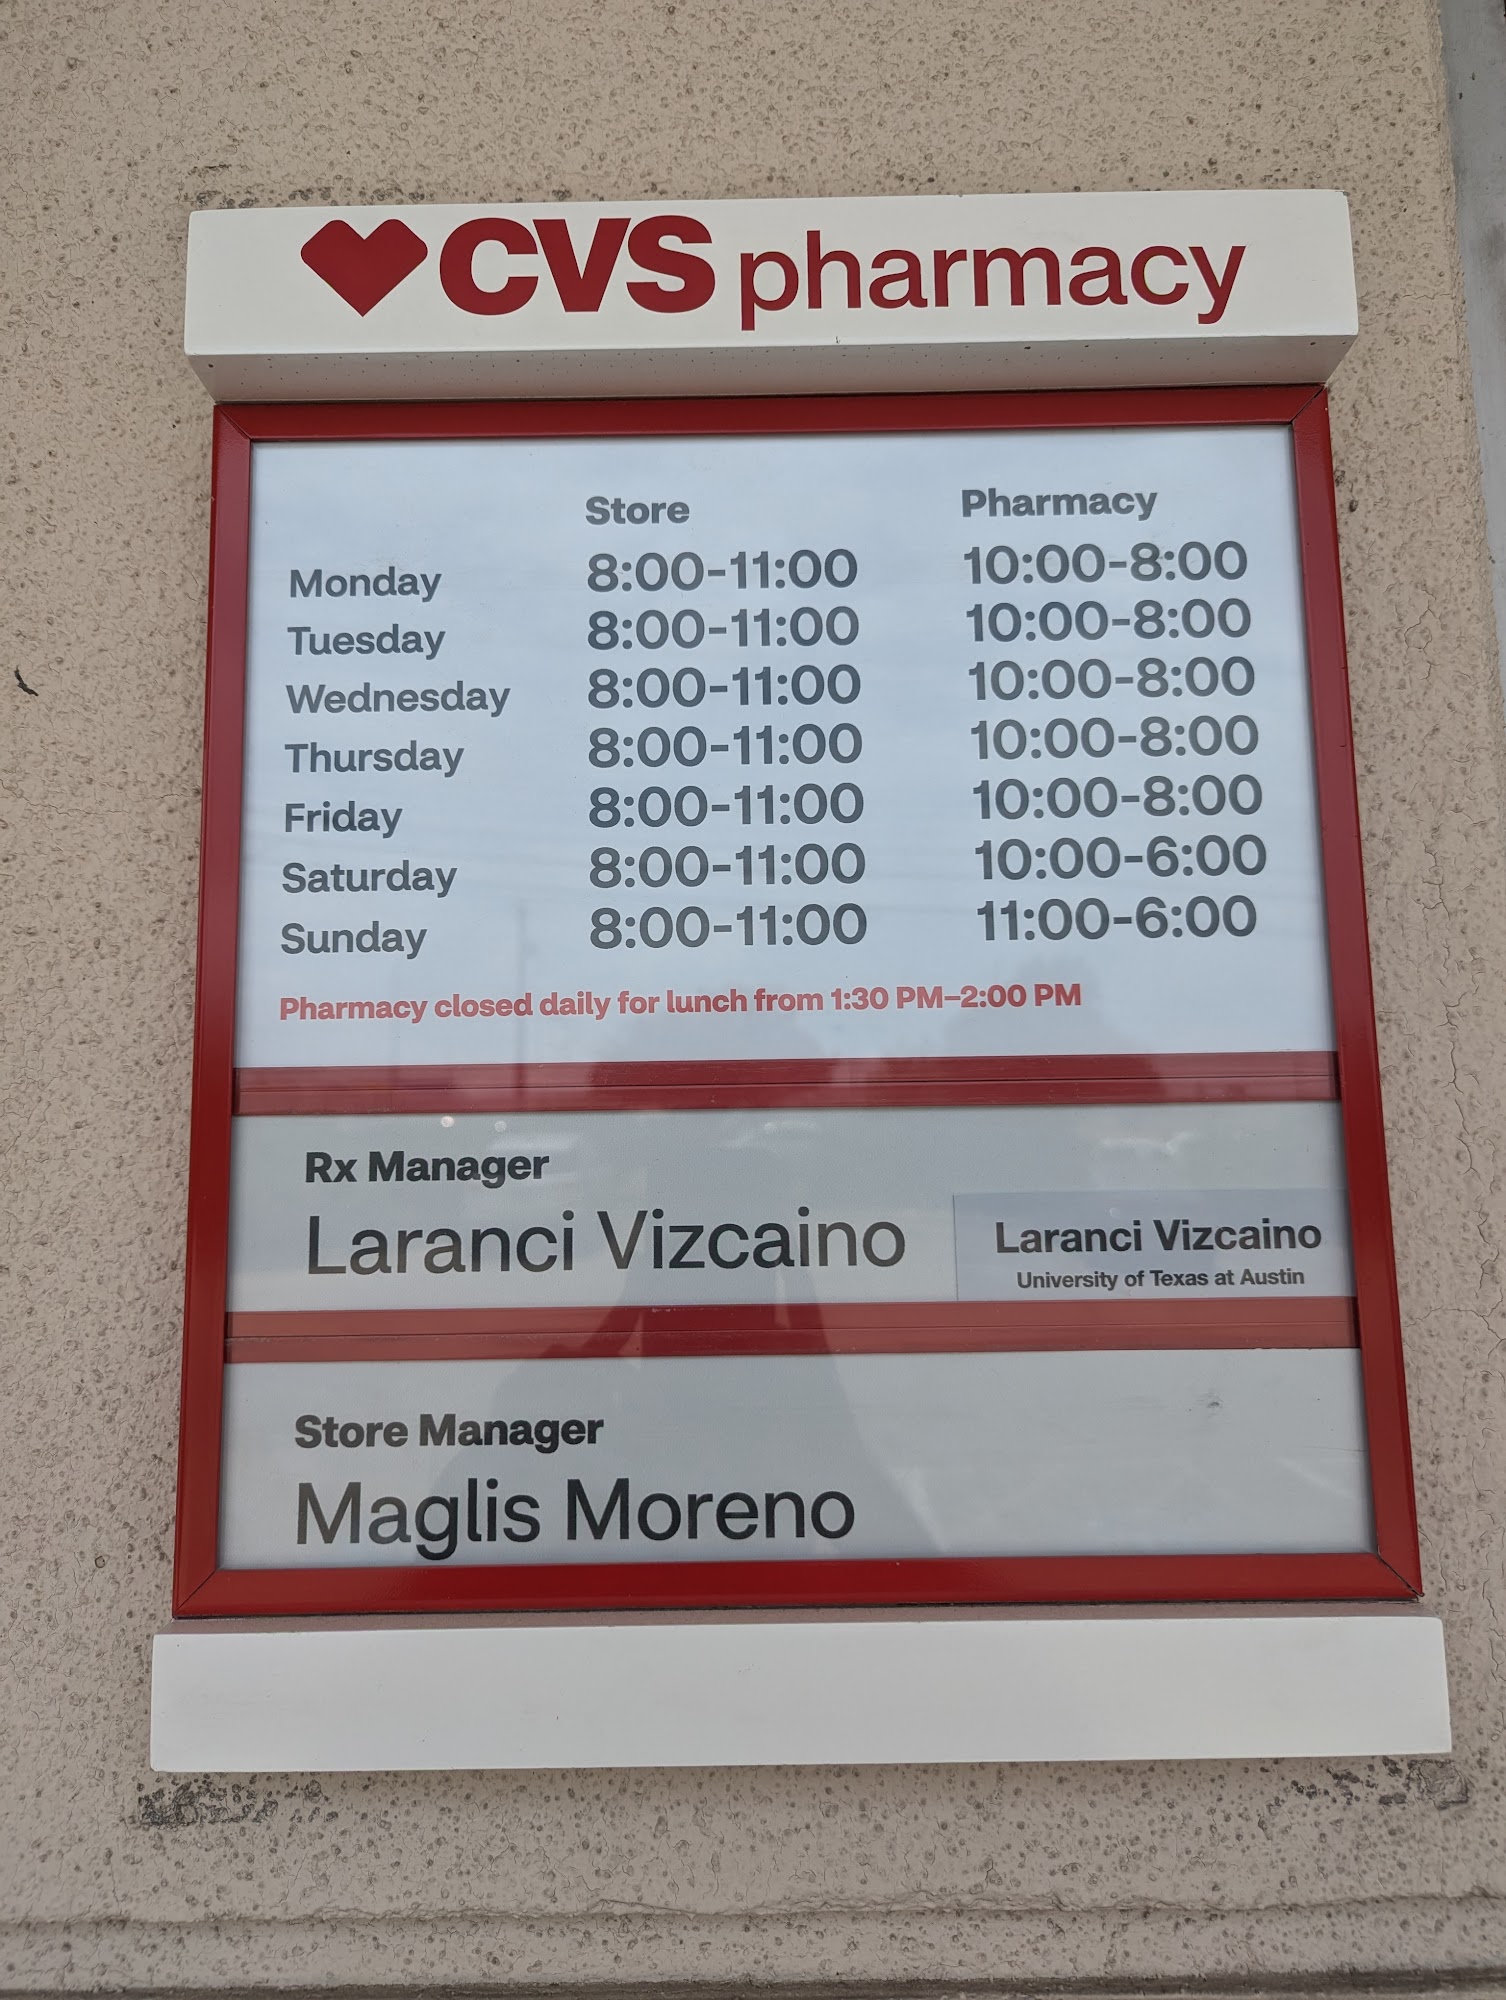 CVS pharmacy
Store Pharmacy
Monday 8:00-11:00 10:00-8:00
Tuesday 8:00-11:00 10:00-8:00
Wednesday 8:00-11:00 10:00-8:00
Thursday 8:00-11:00 10:00-8:00
Friday 8:00-11:00 10:00-8:00
Saturday 8:00-11:00 10:00-6:00
Sunday 8:00-11:00 11:00-6:00
Pharmacy closed daily for lunch from 1:30 PM–2:00 PM
Rx Manager
Laranci Vizcaino
Laranci Vizcaino
University of Texas at Austin
Store Manager
Maglis Moreno